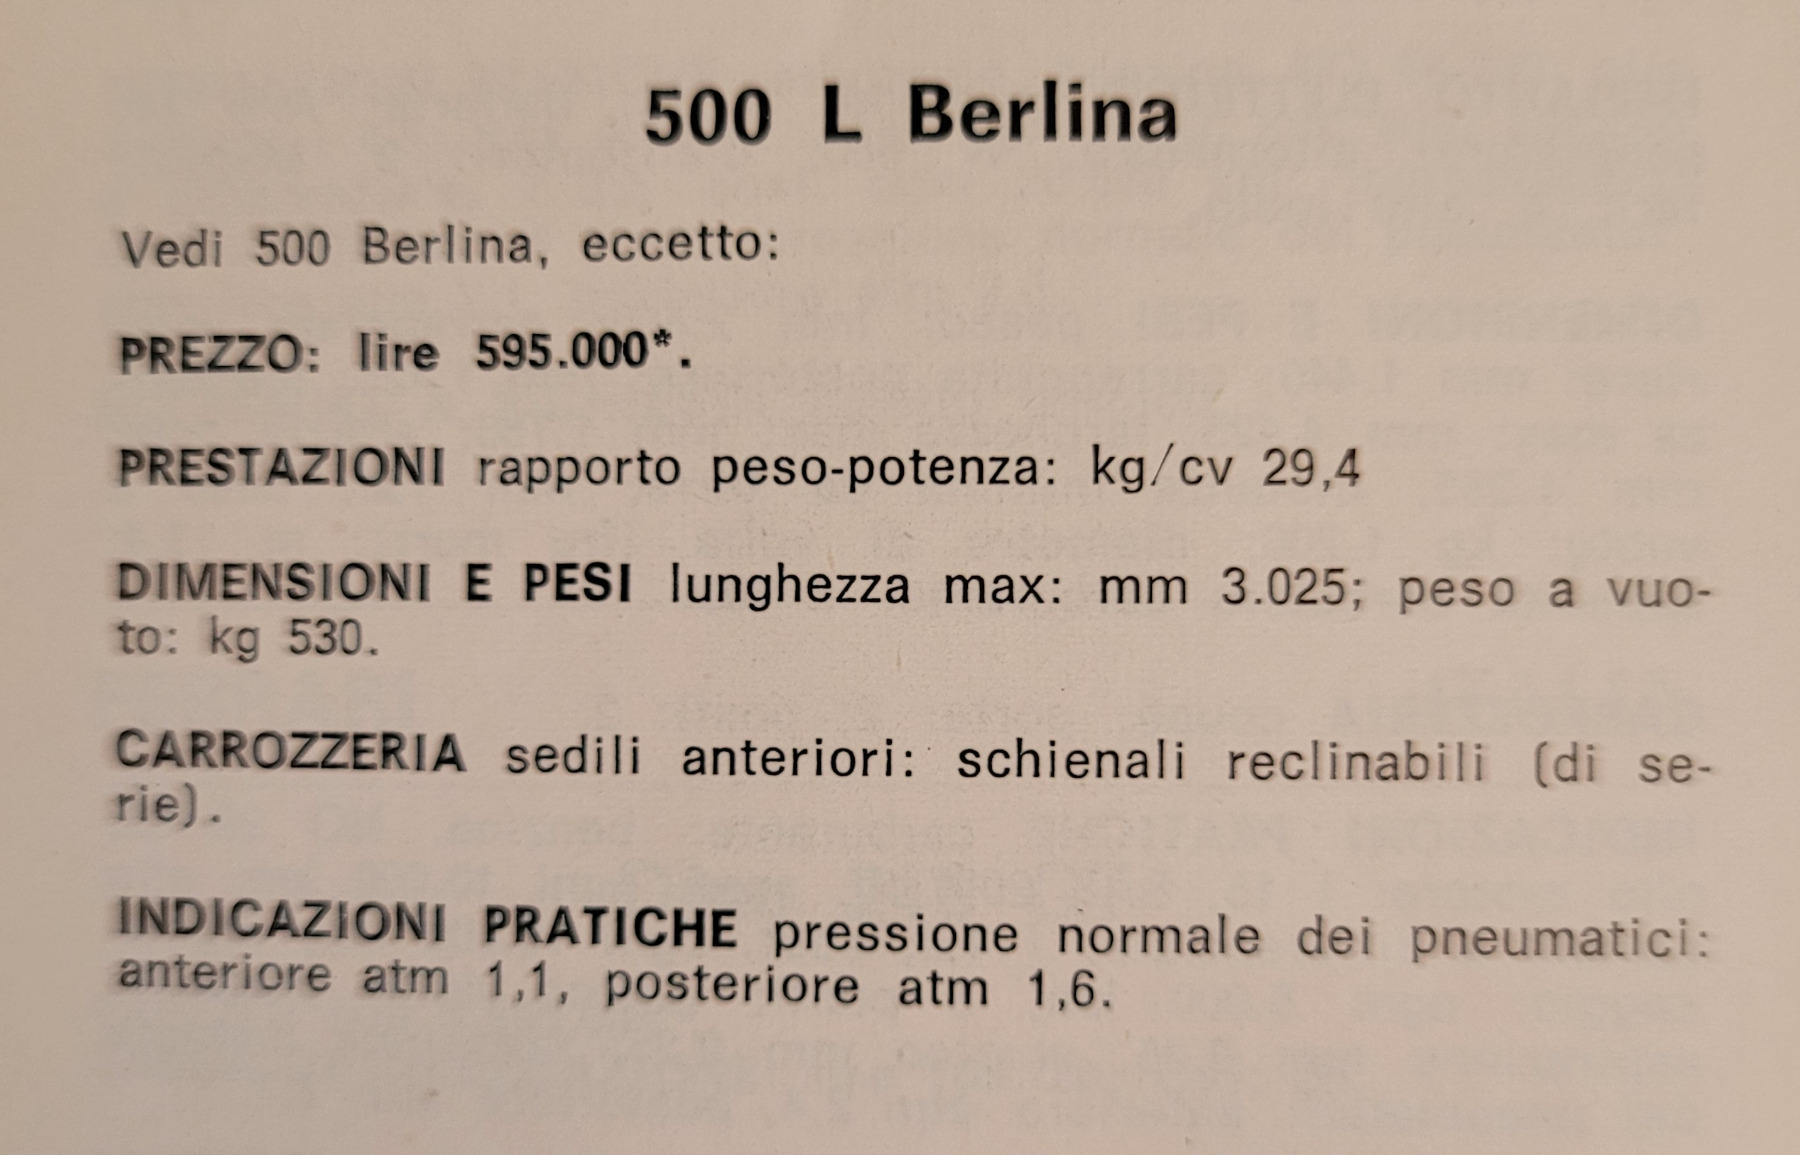 500 L Berlina
Vedi 500 Berlina, eccetto:
PREZZO: lire 595.000*.
PRESTAZIONI rapporto peso-potenza: kg/cv 29,4
DIMENSIONI E PESI lunghezza max: mm 3.025; peso a vuo-
to: kg 530.
CARROZZERIA sedili anteriori: schienali reclinabili (di se-
rie).
INDICAZIONI PRATICHE pressione normale dei pneumatici:
anteriore atm 1,1, posteriore atm 1,6.